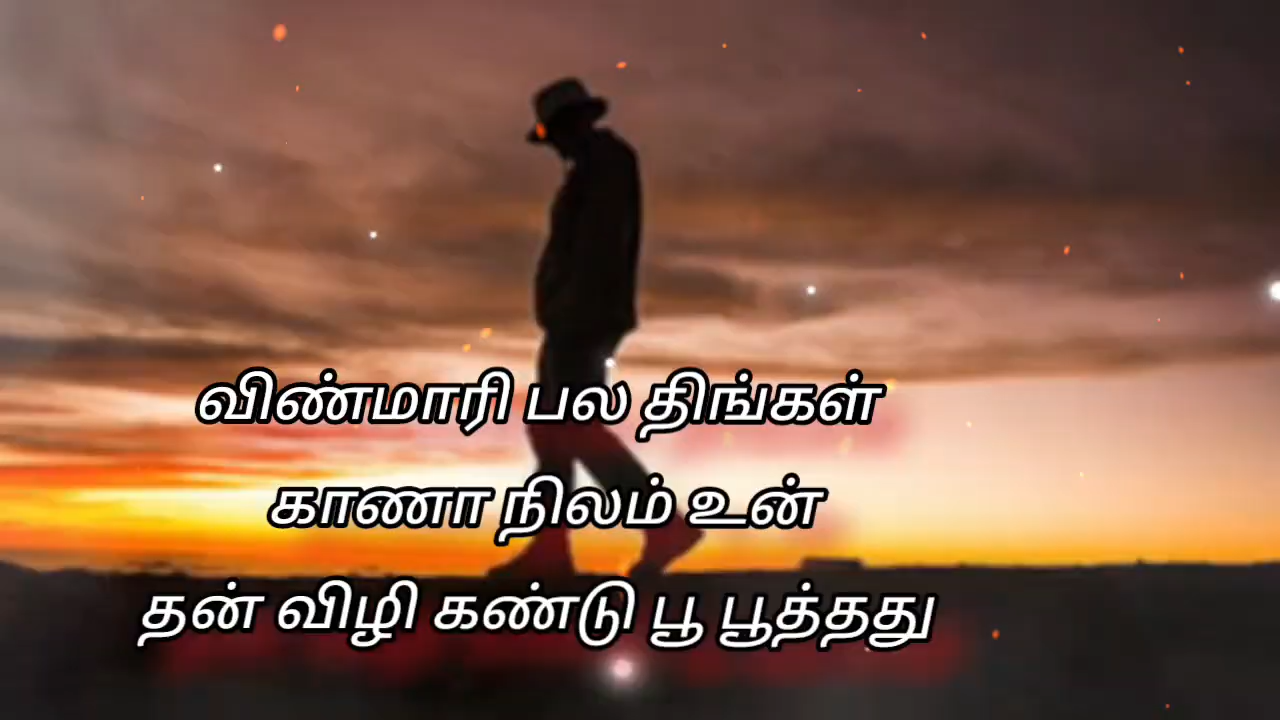 விண்மாரி பல திங்கள்
காணா நிலம் உன்
தன் விழி கண்டு பூ பூத்தது